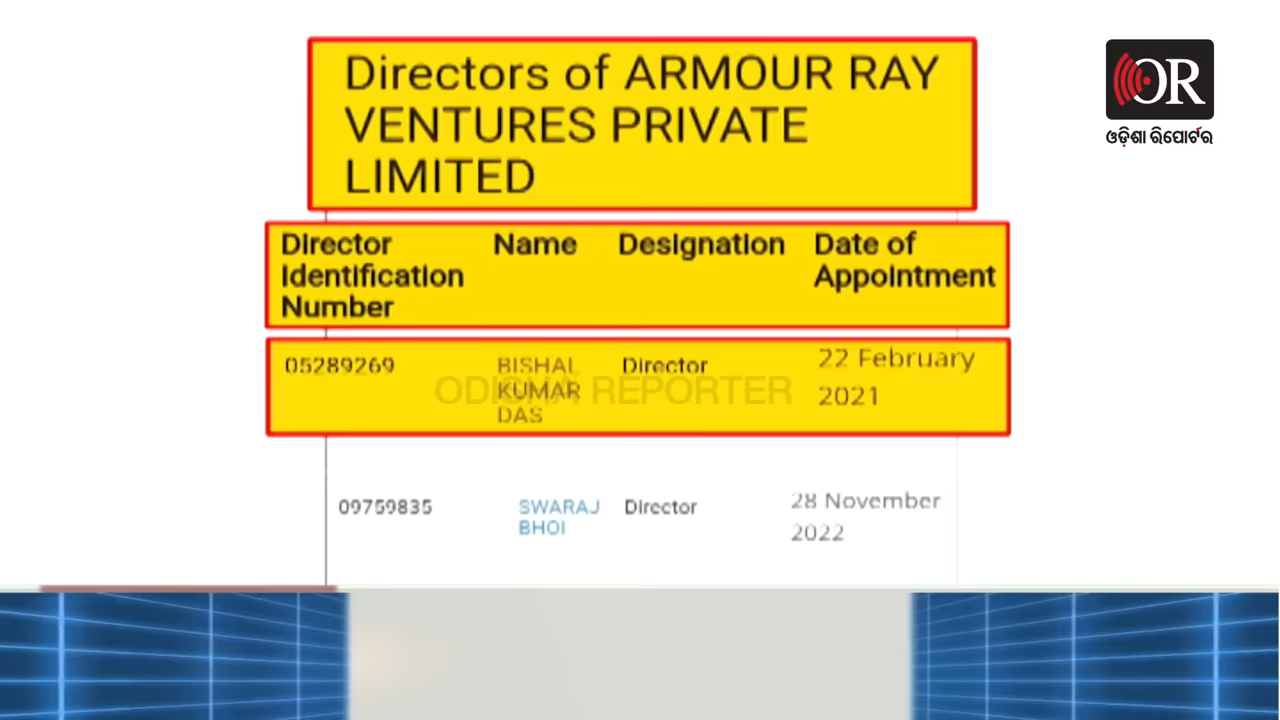 Directors of ARMOUR RAY
VENTURES PRIVATE
LIMITED
OR
ଓଡ଼ିଶା ରିପୋର୍ଟର
Director Identification Number
Name
Designation
Date of Appointment
05289269
BISHAL
KUMAR
DAS
Director
22 February
2021
ODISHA REPORTER
09759835
SWARAJ
BHOI
Director
28 November
2022